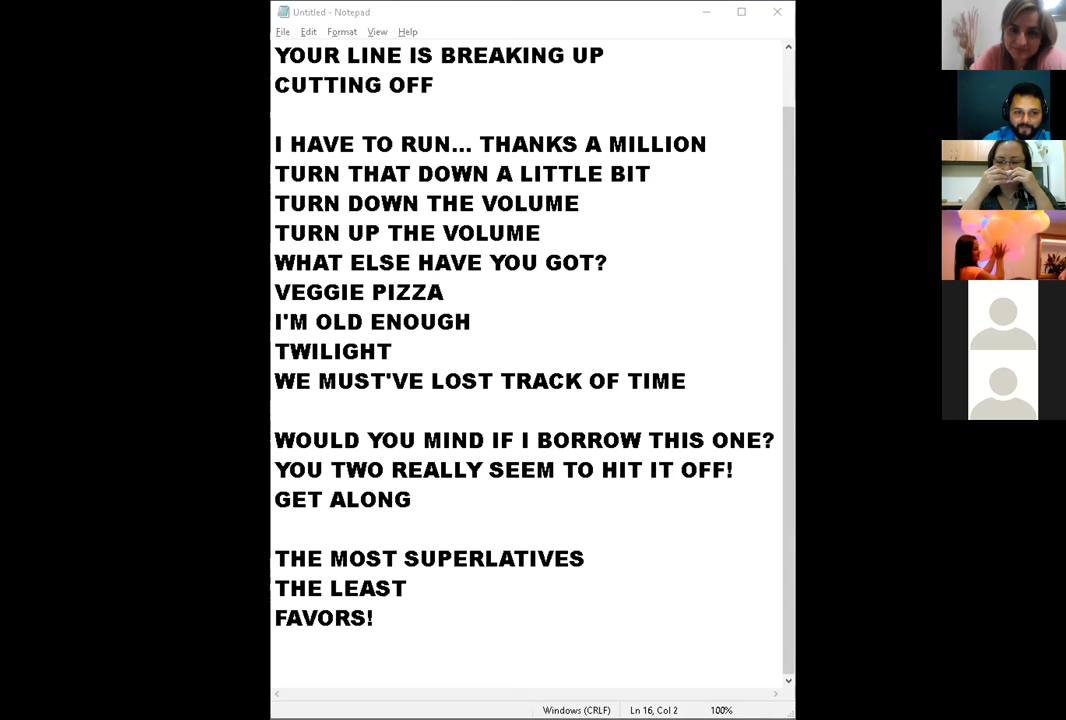 Untitled - Notepad
File Edit Format View Help
YOUR LINE IS BREAKING UP
CUTTING OFF
I HAVE TO RUN... THANKS A MILLION
TURN THAT DOWN A LITTLE BIT
TURN DOWN THE VOLUME
TURN UP THE VOLUME
WHAT ELSE HAVE YOU GOT?
VEGGIE PIZZA
I'M OLD ENOUGH
TWILIGHT
WE MUST'VE LOST TRACK OF TIME
WOULD YOU MIND IF I BORROW THIS ONE?
YOU TWO REALLY SEEM TO HIT IT OFF!
GET ALONG
THE MOST SUPERLATIVES
THE LEAST
FAVORS!
Windows (CRLF) Ln 16, Col 2 100%